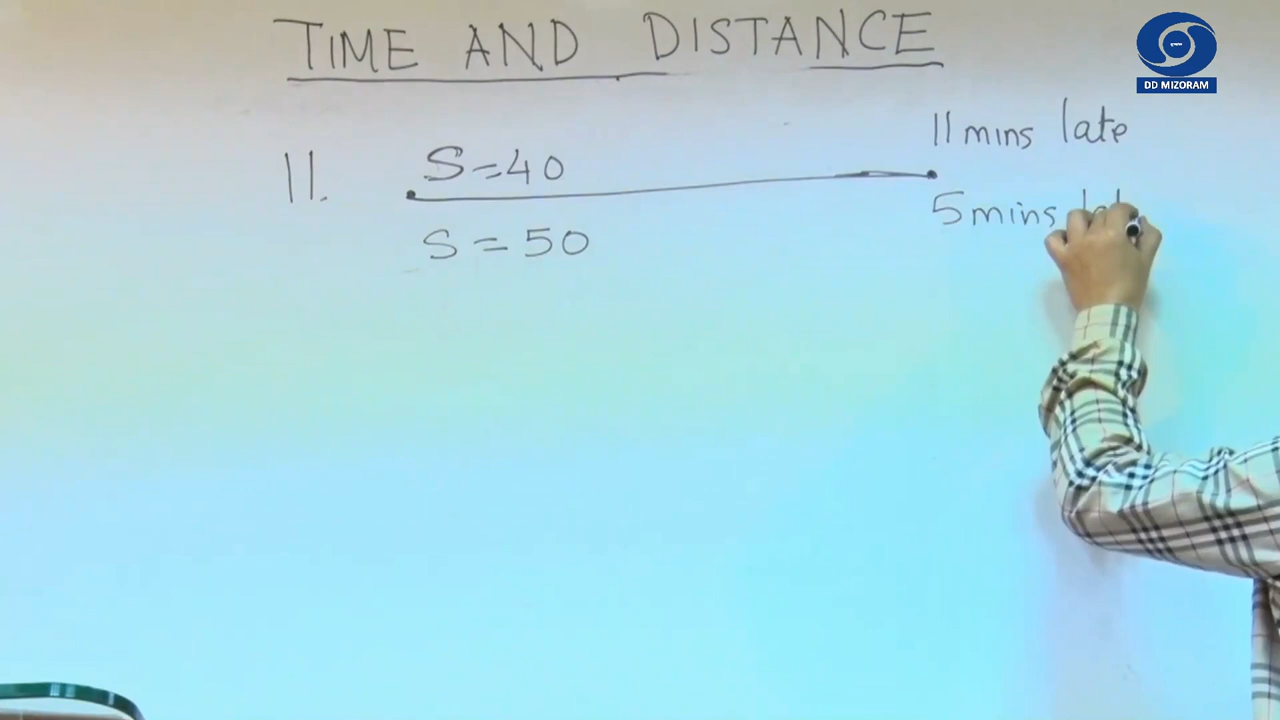 TIME AND DISTANCE
DD MIZORAM
11 mins late
11. S=40
5 mins
S = 50